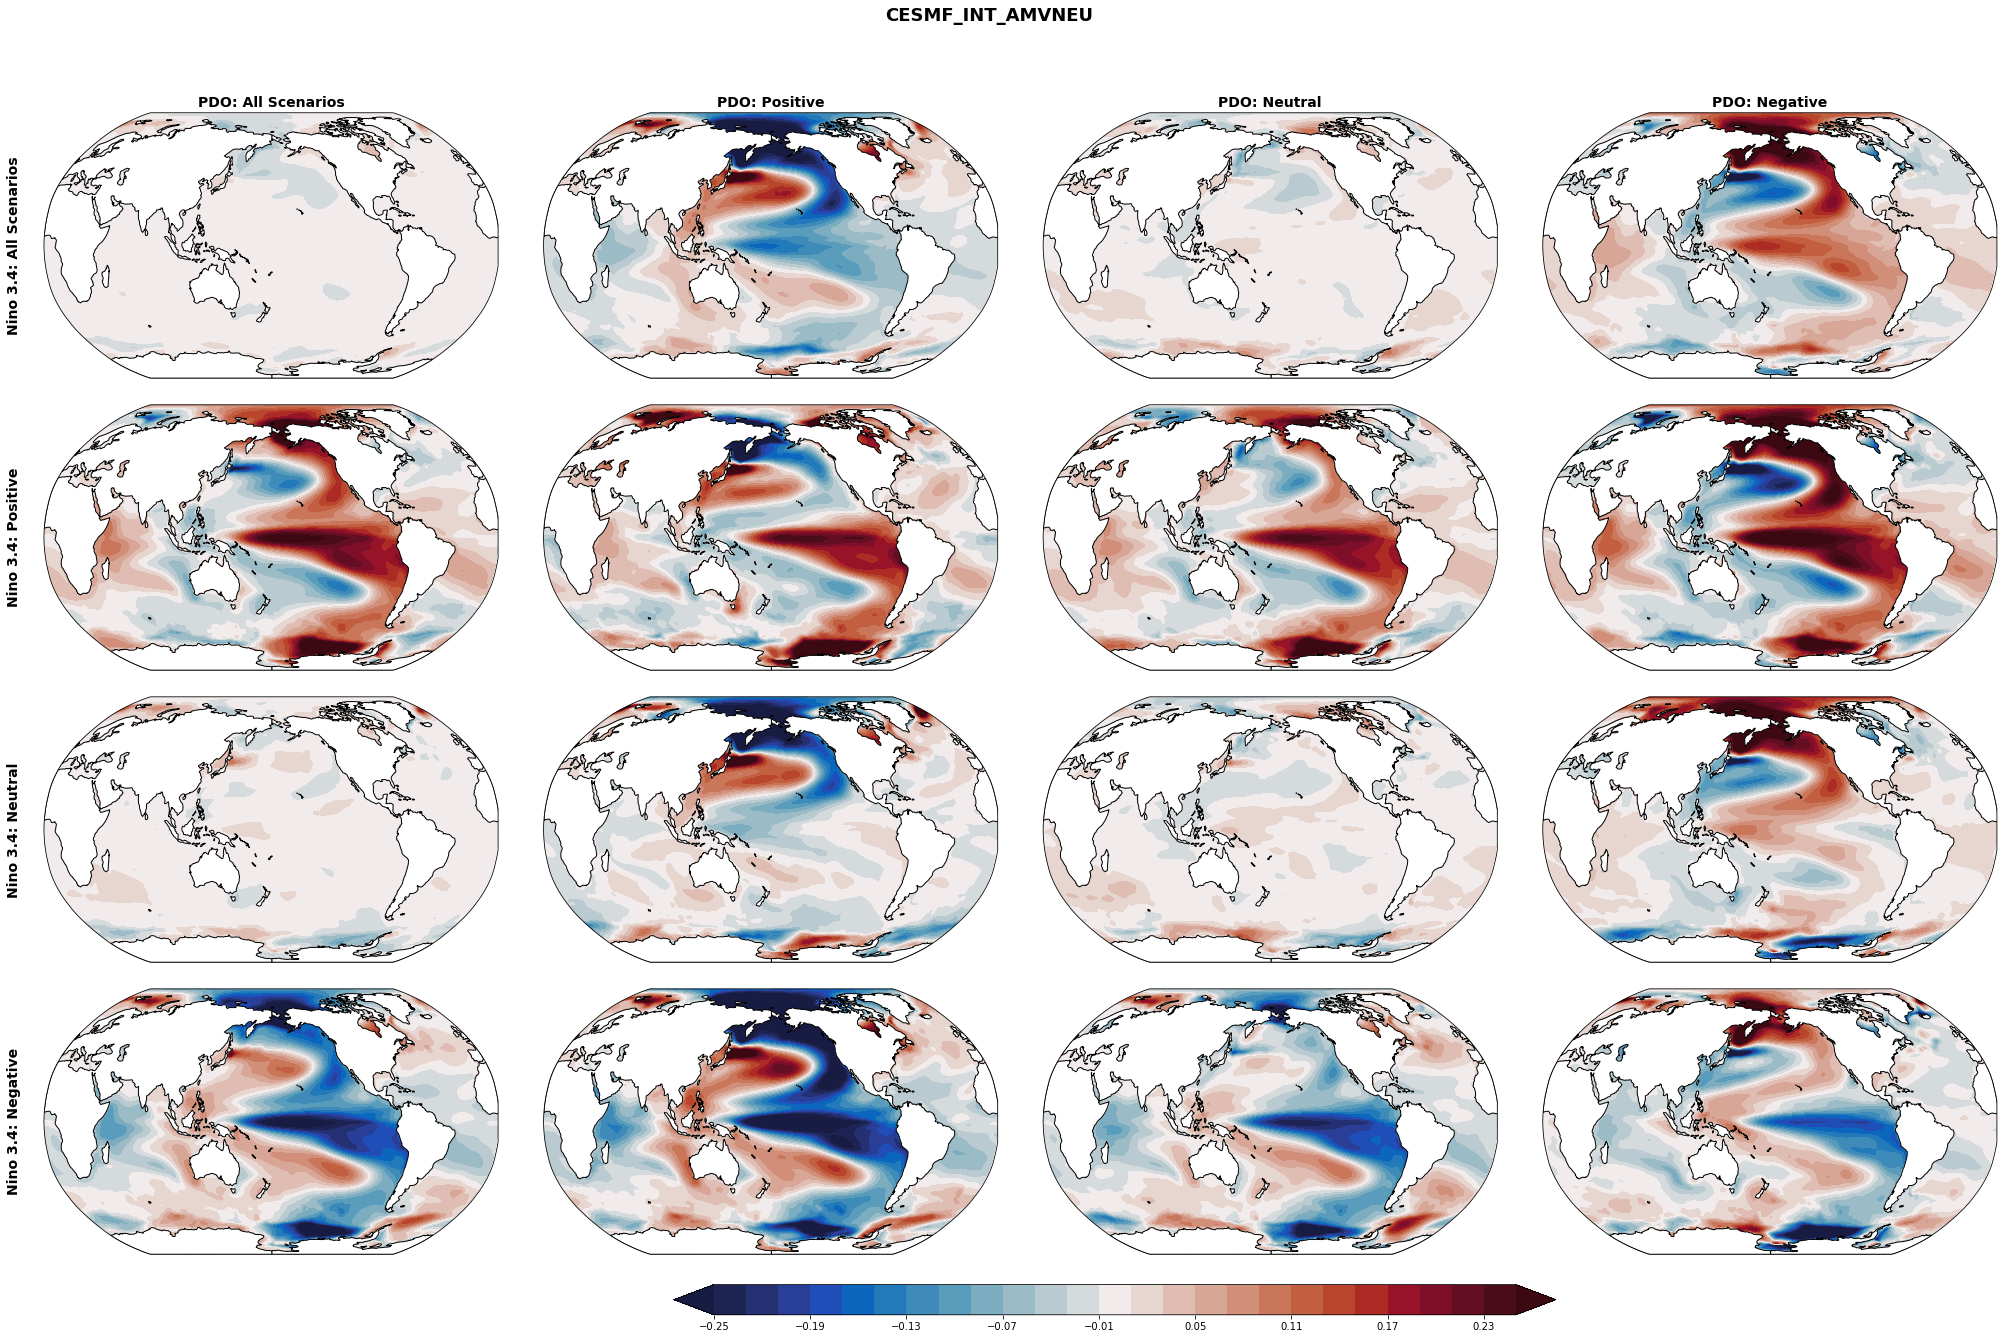 CESMF_INT_AMVNEU
PDO: All Scenarios
PDO: Positive
PDO: Neutral
PDO: Negative
Nino 3.4: All Scenarios
Nino 3.4: Positive
Nino 3.4: Neutral
Nino 3.4: Negative
−0.25 −0.19 −0.13 −0.07 −0.01 0.05 0.11 0.17 0.23